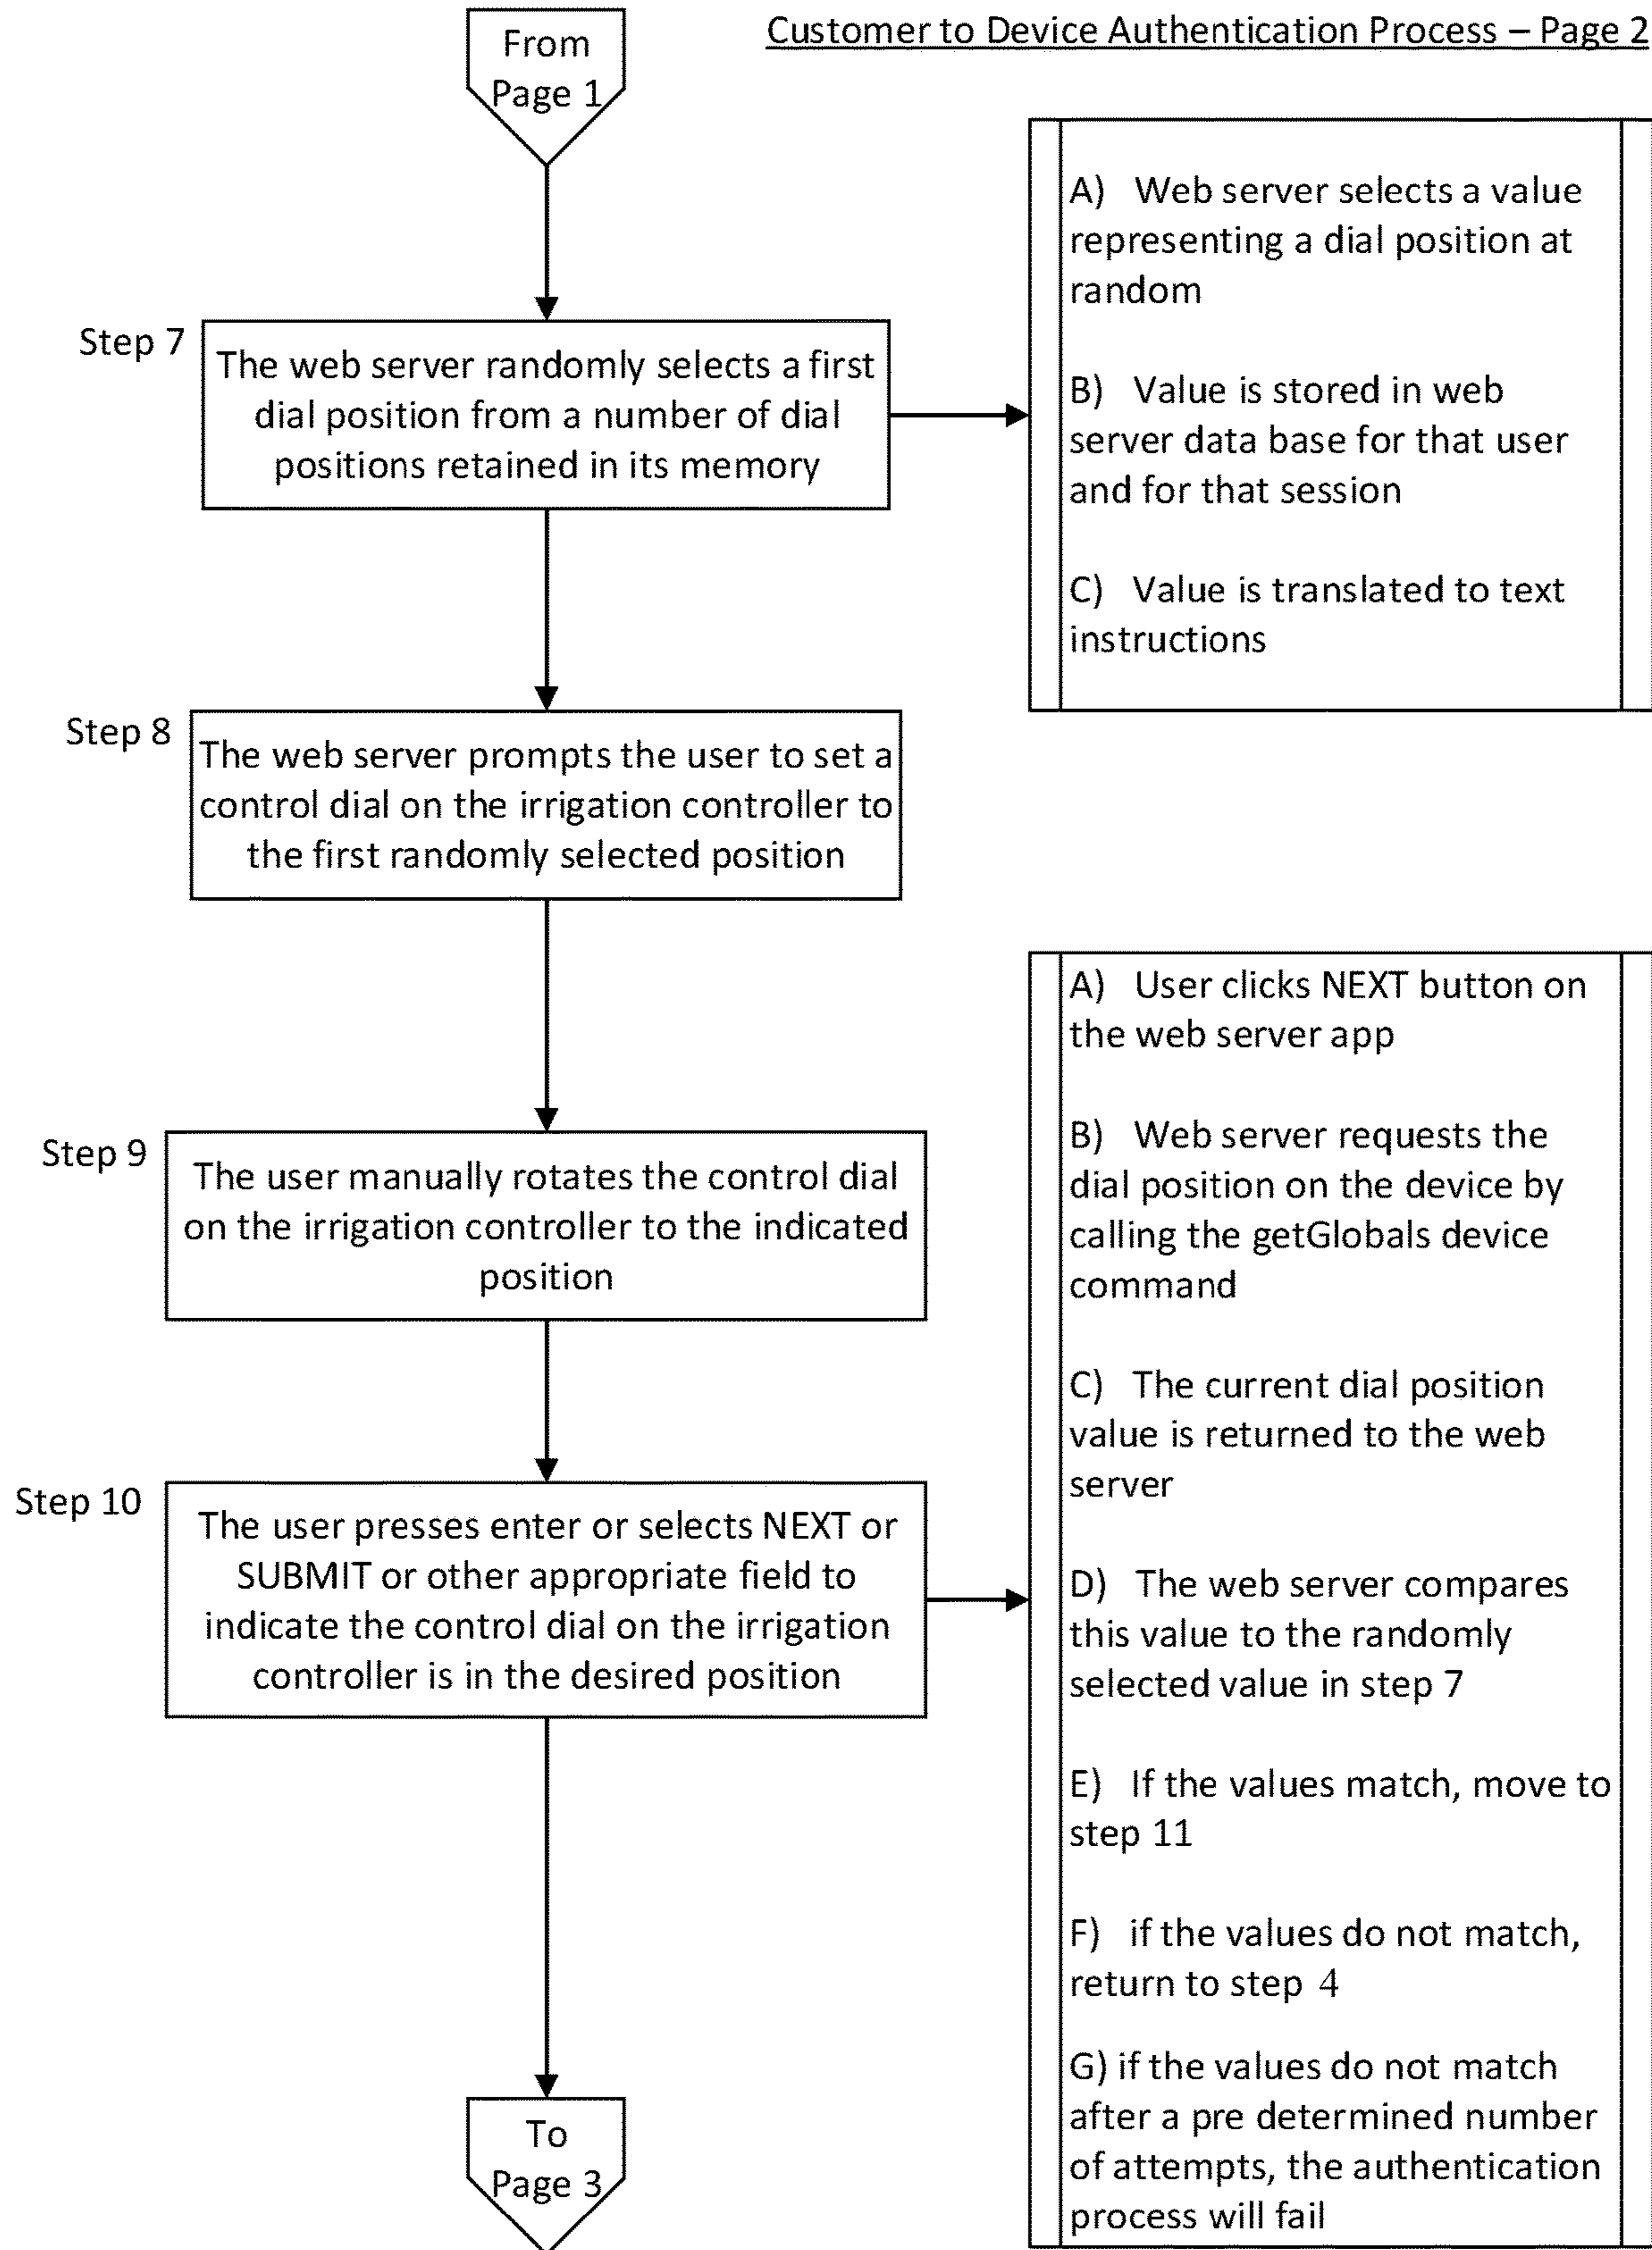 Customer to Device Authentication Process – Page 2
From
Page 1
Step 7
The web server randomly selects a first
dial position from a number of dial
positions retained in its memory
A) Web server selects a value
representing a dial position at
random
B) Value is stored in web
server data base for that user
and for that session
C) Value is translated to text
instructions
Step 8
The web server prompts the user to set a
control dial on the irrigation controller to
the first randomly selected position
Step 9
The user manually rotates the control dial
on the irrigation controller to the indicated
position
Step 10
The user presses enter or selects NEXT or
SUBMIT or other appropriate field to
indicate the control dial on the irrigation
controller is in the desired position
A) User clicks NEXT button on
the web server app
B) Web server requests the
dial position on the device by
calling the getGlobals device
command
C) The current dial position
value is returned to the web
server
D) The web server compares
this value to the randomly
selected value in step 7
E) If the values match, move to
step 11
F) if the values do not match,
return to step 4
G) if the values do not match
after a pre determined number
of attempts, the authentication
process will fail
To
Page 3